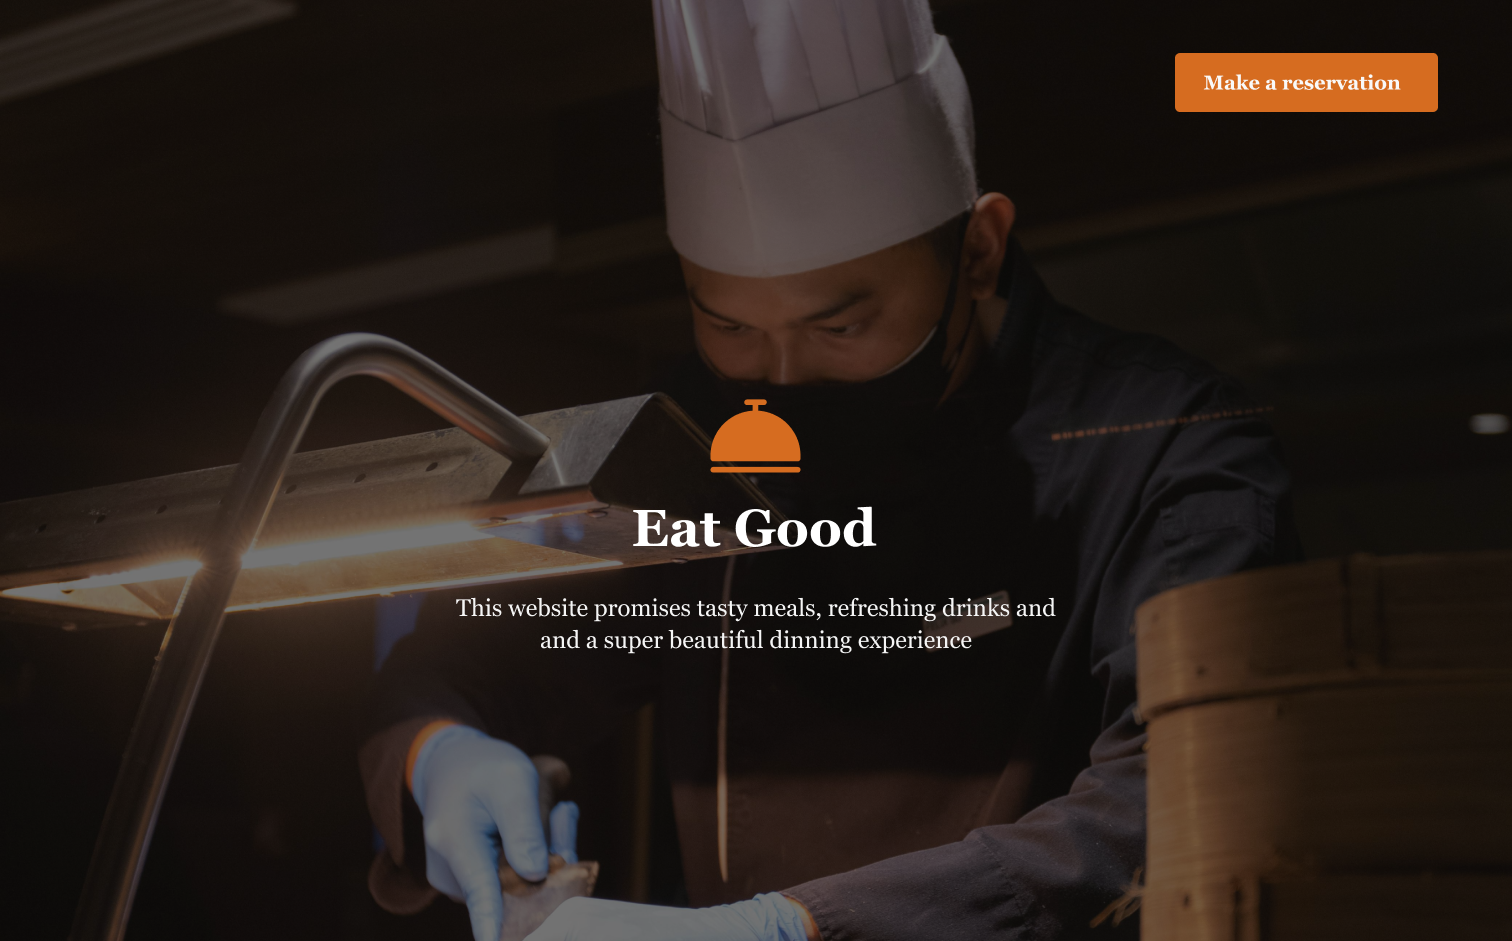 Make a reservation
Eat Good
This website promises tasty meals, refreshing drinks and
and a super beautiful dinning experience